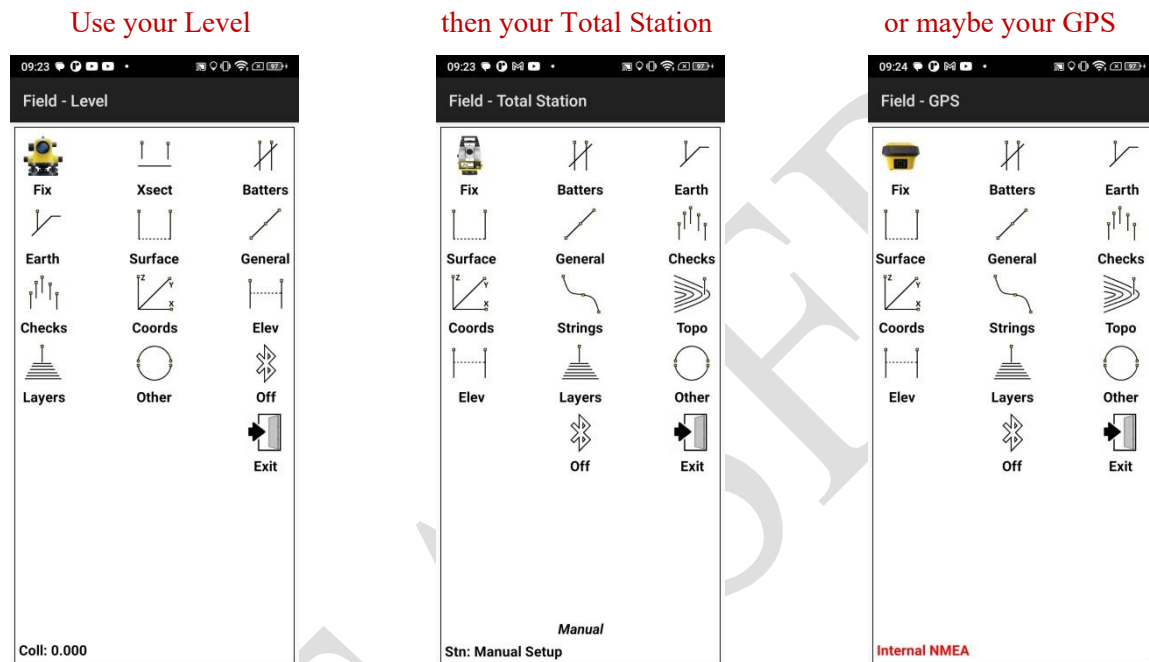 Use your Level
then your Total Station
or maybe your GPS
09:23
97
Field - Level
Fix Xsect Batters
Earth Surface General
Z Y X
Checks Coords Elev
Layers Other Off
Exit
Coll: 0.000
09:23
97
Field - Total Station
Fix Batters Earth
Surface General Checks
Z Y X
Coords Strings Topo
Elev Layers Other
Off Exit
Manual
Stn: Manual Setup
09:24
97
Field - GPS
Fix Batters Earth
Surface General Checks
Z Y X
Coords Strings Topo
Elev Layers Other
Off Exit
Internal NMEA